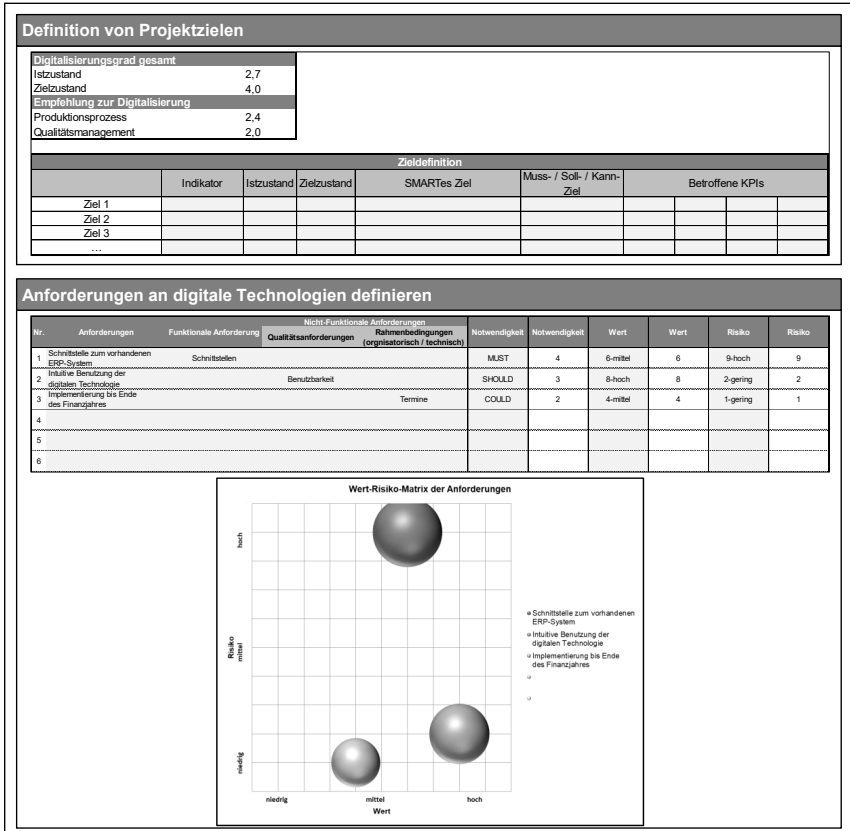 Definition von Projektzielen
Digitalisierungsgrad gesamt
Istzustand 2,7
Zielzustand 4,0
Empfehlung zur Digitalisierung
Produktionsprozess 2,4
Qualitätsmanagement 2,0
Zieldefinition
Indikator Istzustand Zielzustand SMARTes Ziel Muss- / Soll- / Kann-Ziel Betroffene KPIs
Ziel 1
Ziel 2
Ziel 3
…
Anforderungen an digitale Technologien definieren
Nicht-Funktionale Anforderungen
Nr. Anforderungen Funktionale Anforderung Qualitätsanforderungen Rahmenbedingungen (orgnisatorisch / technisch) Notwendigkeit Notwendigkeit Wert Wert Risiko Risiko
1 Schnittstelle zum vorhandenen ERP-System Schnittstellen MUST 4 6-mittel 6 9-hoch 9
2 Intuitive Benutzung der digitalen Technologie Benutzbarkeit SHOULD 3 8-hoch 8 2-gering 2
3 Implementierung bis Ende des Finanzjahres Termine COULD 2 4-mittel 4 1-gering 1
4
5
6
Wert-Risiko-Matrix der Anforderungen
hoch
Risiko
mittel
niedrig
niedrig mittel hoch
Wert
Schnittstelle zum vorhandenen
ERP-System
Intuitive Benutzung der
digitalen Technologie
Implementierung bis Ende
des Finanzjahres